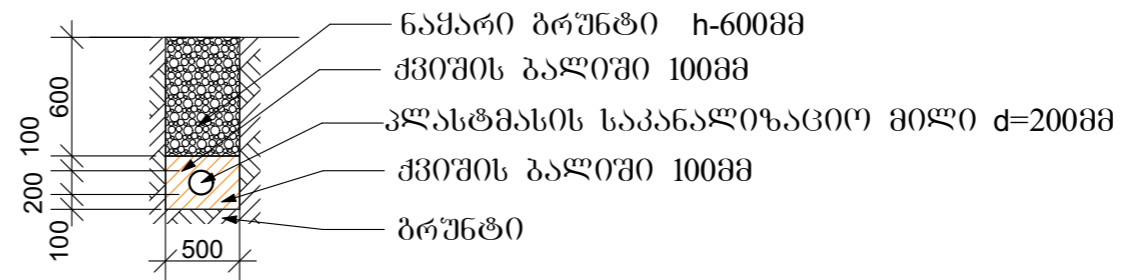 ნაყარი გრუნტი h-600მმ
ქვიშის ბალიში 100მმ
პლასტმასის საკანალიზაციო მილი d=200მმ
ქვიშის ბალიში 100მმ
გრუნტი
600
100
200
100
500